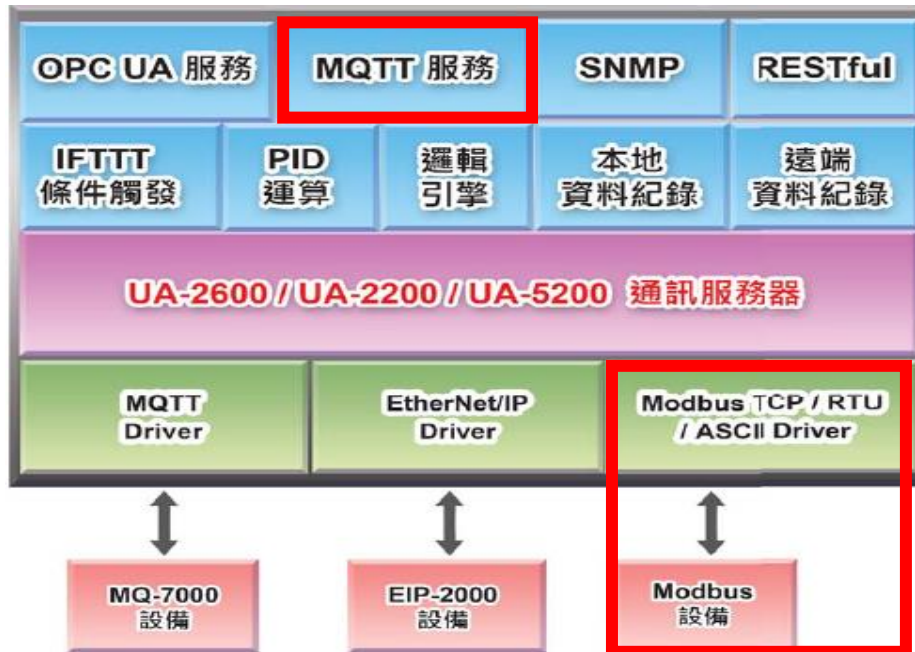 OPC UA 服務
MQTT 服務
SNMP
RESTful
IFTTT
條件觸發
PID
運算
邏輯
引擎
本地
資料紀錄
遠端
資料紀錄
UA-2600 / UA-2200 / UA-5200 通訊服務器
MQTT
Driver
EtherNet/IP
Driver
Modbus TCP / RTU
/ ASCII Driver
MQ-7000
設備
EIP-2000
設備
Modbus
設備